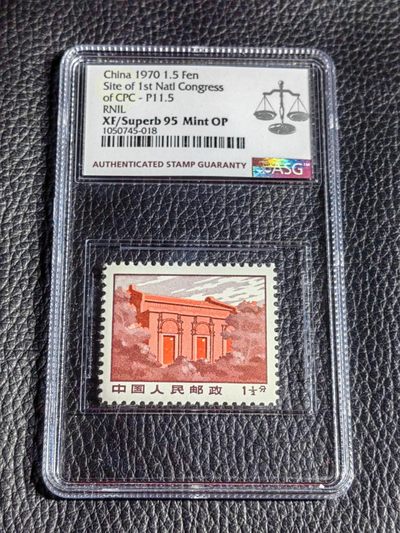 China 1970 1.5 Fen
Site of 1st Natl Congress
of CPC - P11.5
RNIL
XF/Superb 95 Mint OP
1050745-018
AUTHENTICATED STAMP GUARANTY
ASG
中国人民邮政 1½分